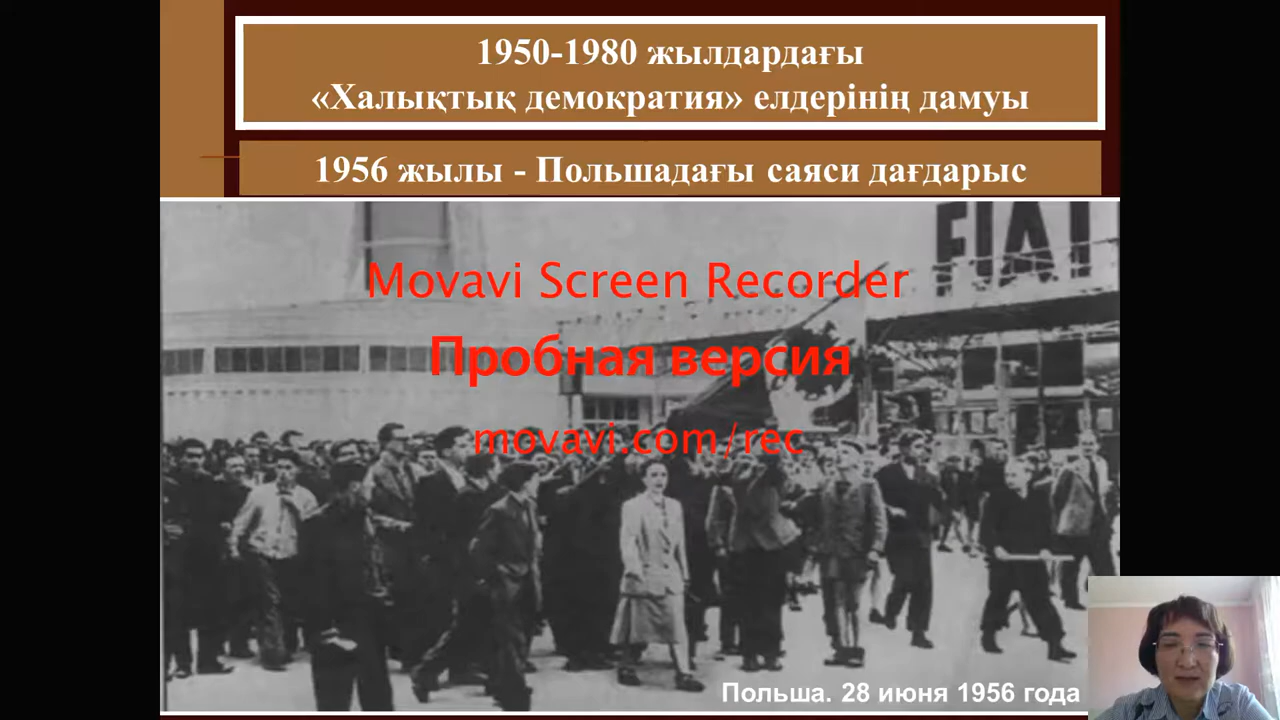 1950-1980 жылдардағы
«Халықтық демократия» елдерінің дамуы
1956 жылы - Польшадағы саяси дағдарыс
FIAT
Movavi Screen Recorder
Пробная версия
movavi.com/rec
Польша. 28 июня 1956 года